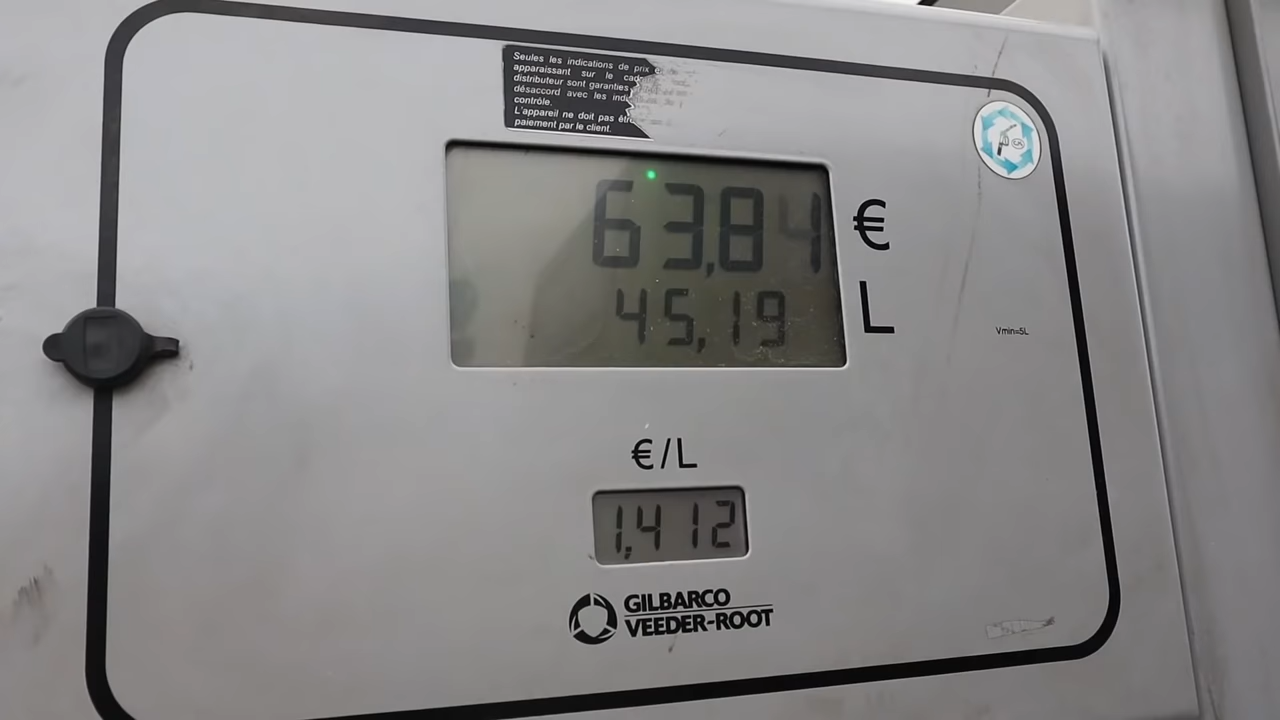 Seules les indications de prix
apparaissant sur le
distributeur sont garanties
désaccord avec les
contrôle.
L'appareil ne doit pas être
paiement par le client.
63,84 €
45,19 L
Vmin=5L
€/L
1,412
GILBARCO
VEEDER-ROOT